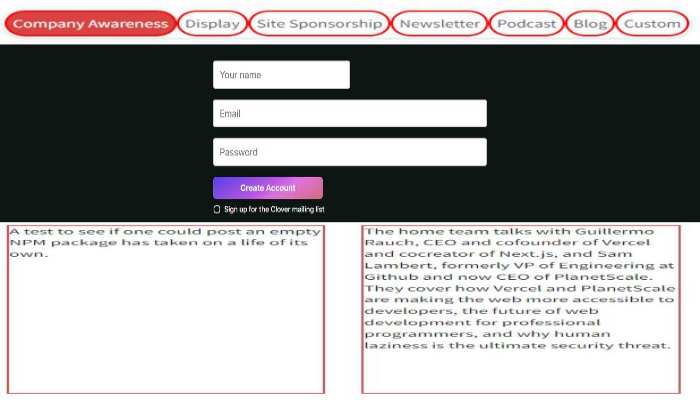 Company Awareness Display Site Sponsorship Newsletter Podcast Blog Custom
Your name
Email
Password
Create Account
Sign up for the Clover mailing list
A test to see if one could post an empty
NPM package has taken on a life of its
own.
The home team talks with Guillermo
Rauch, CEO and cofounder of Vercel
and cocreator of Next.js, and Sam
Lambert, formerly VP of Engineering at
Github and now CEO of PlanetScale.
They cover how Vercel and PlanetScale
are making the web more accessible to
developers, the future of web
development for professional
programmers, and why human
laziness is the ultimate security threat.